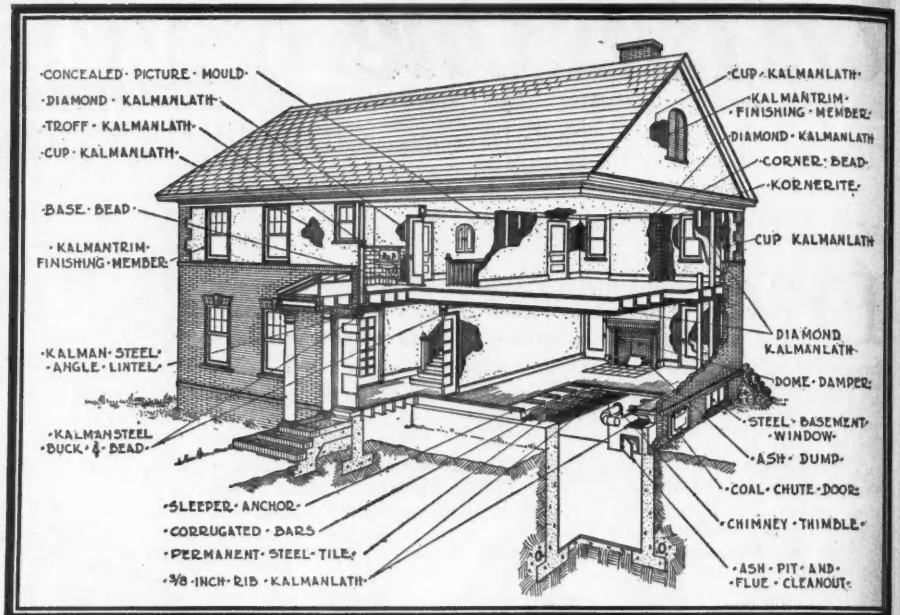 ·CONCEALED·PICTURE·MOULD·
·DIAMOND·KALMANLATH·
·TROFF·KALMANLATH·
·CUP·KALMANLATH·
·BASE·BEAD·
·KALMANTRIM·
FINISHING·MEMBER·
·KALMAN·STEEL·
·ANGLE·LINTEL·
·KALMANSTEEL
BUCK·&·BEAD·
·SLEEPER·ANCHOR·
·CORRUGATED·BARS·
·PERMANENT·STEEL·TILE·
·3/8·INCH·RIB·KALMANLATH·
·CUP·KALMANLATH
·KALMANTRIM·
·FINISHING·MEMBER·
DIAMOND·KALMANLATH
·CORNER·BEAD·
·KORNERITE·
CUP KALMANLATH
DIAMOND
KALMANLATH·
·DOME·DAMPER
·STEEL·BASEMENT·
·WINDOW·
·ASH·DUMP·
COAL·CHUTE·DOOR·
·CHIMNEY·THIMBLE·
·ASH·PIT·AND·
·FLUE·CLEANOUT·